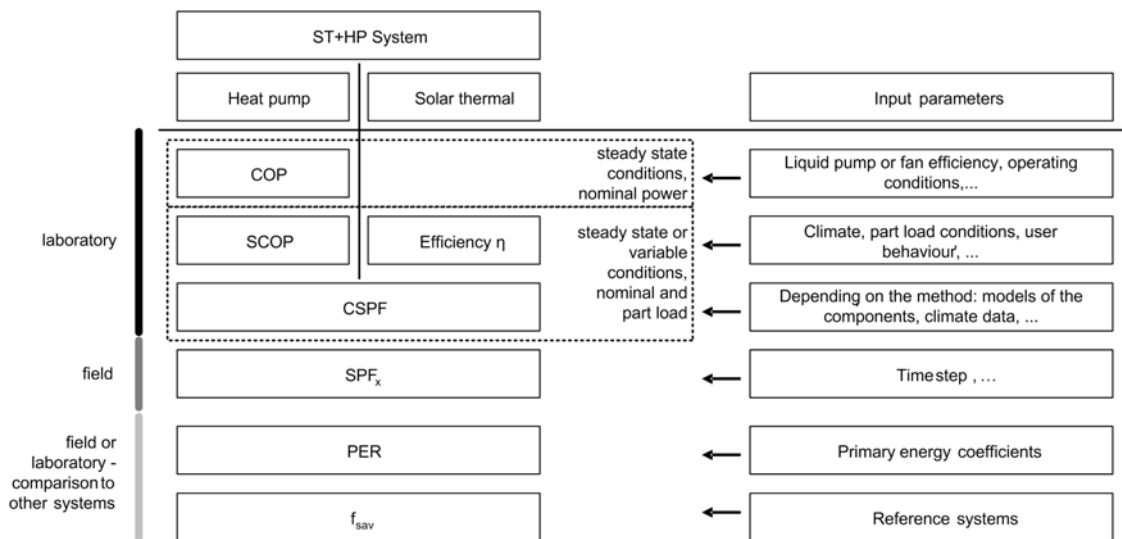 ST+HP System
Heat pump
Solar thermal
Input parameters
laboratory
COP
steady state
conditions,
nominal power
Liquid pump or fan efficiency, operating
conditions,...
SCOP
Efficiency η
steady state or
variable
conditions,
nominal and
part load
Climate, part load conditions, user
behaviour', ...
CSPF
Depending on the method: models of the
components, climate data, ...
field
SPFx
Timestep , ...
field or
laboratory -
comparison to
other systems
PER
Primary energy coefficients
fsav
Reference systems